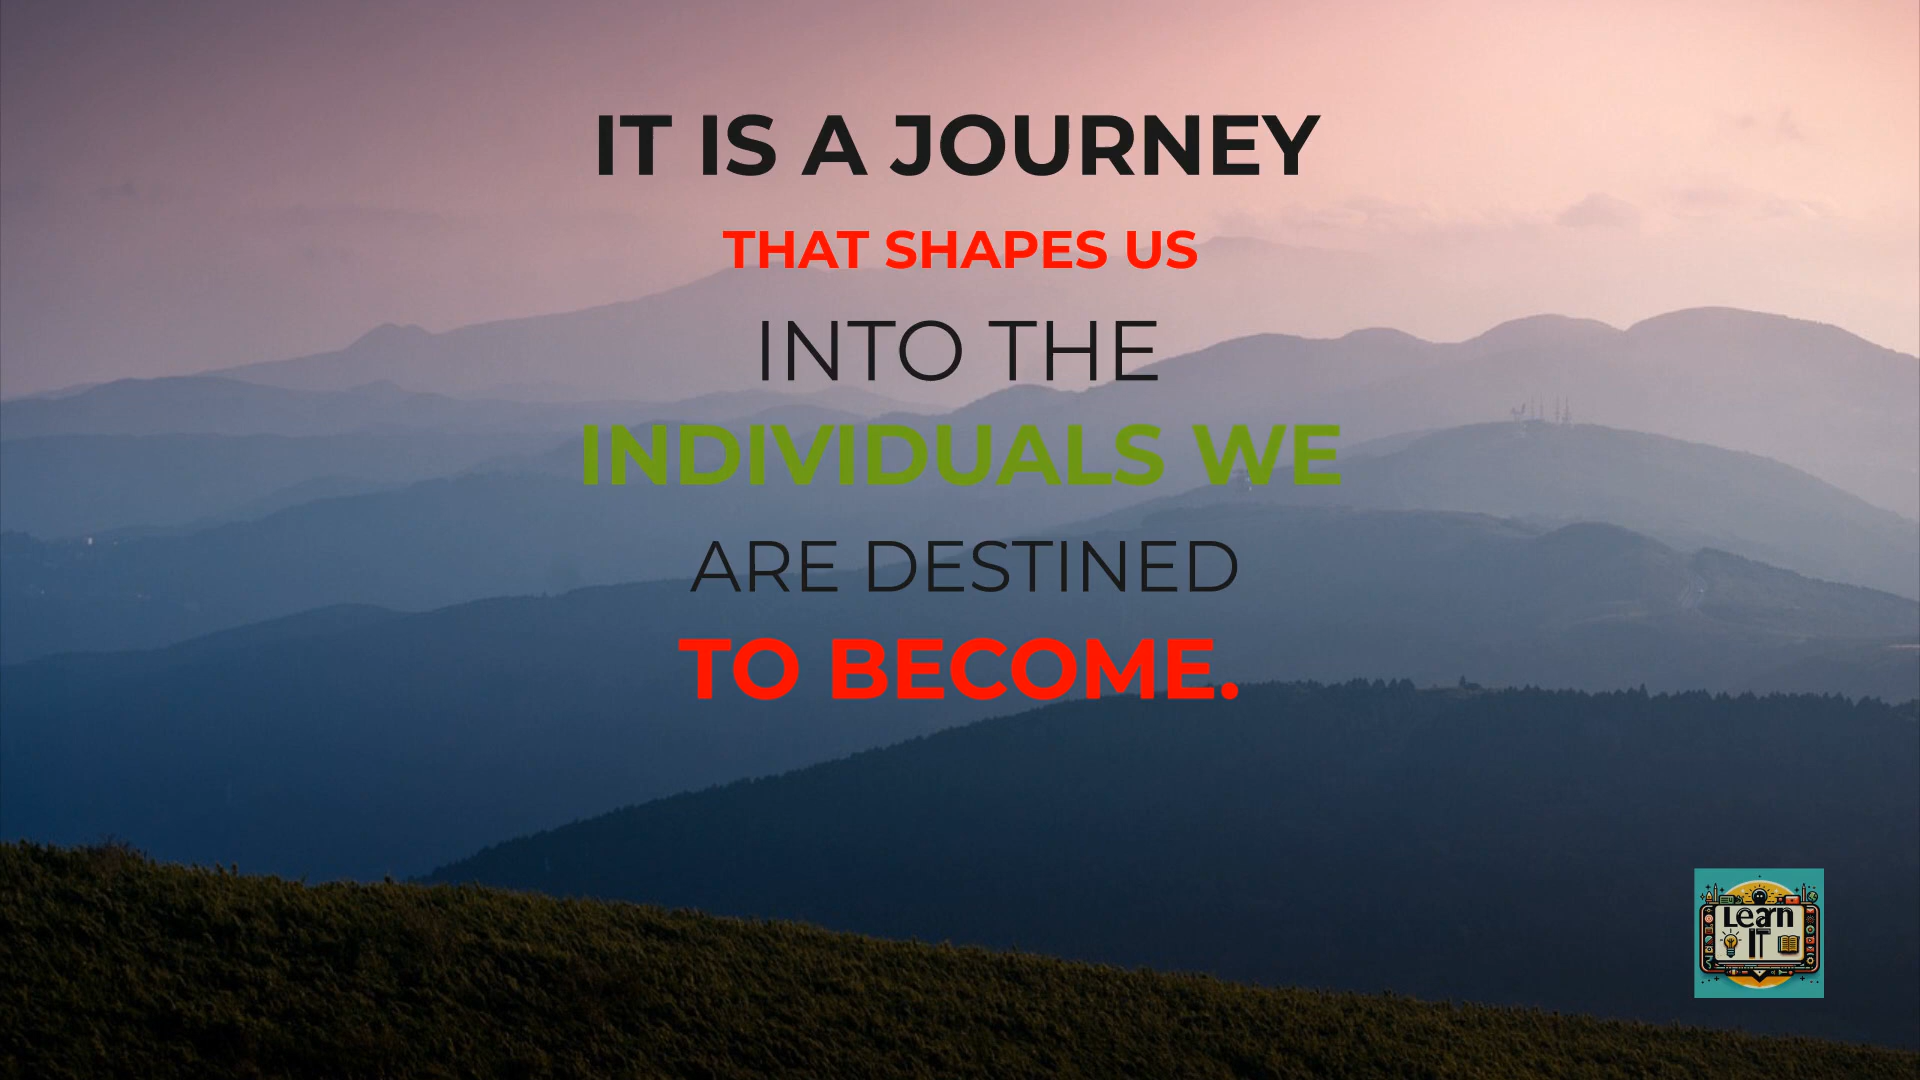 IT IS A JOURNEY
THAT SHAPES US
INTO THE
INDIVIDUALS WE
ARE DESTINED
TO BECOME.
Learn
IT